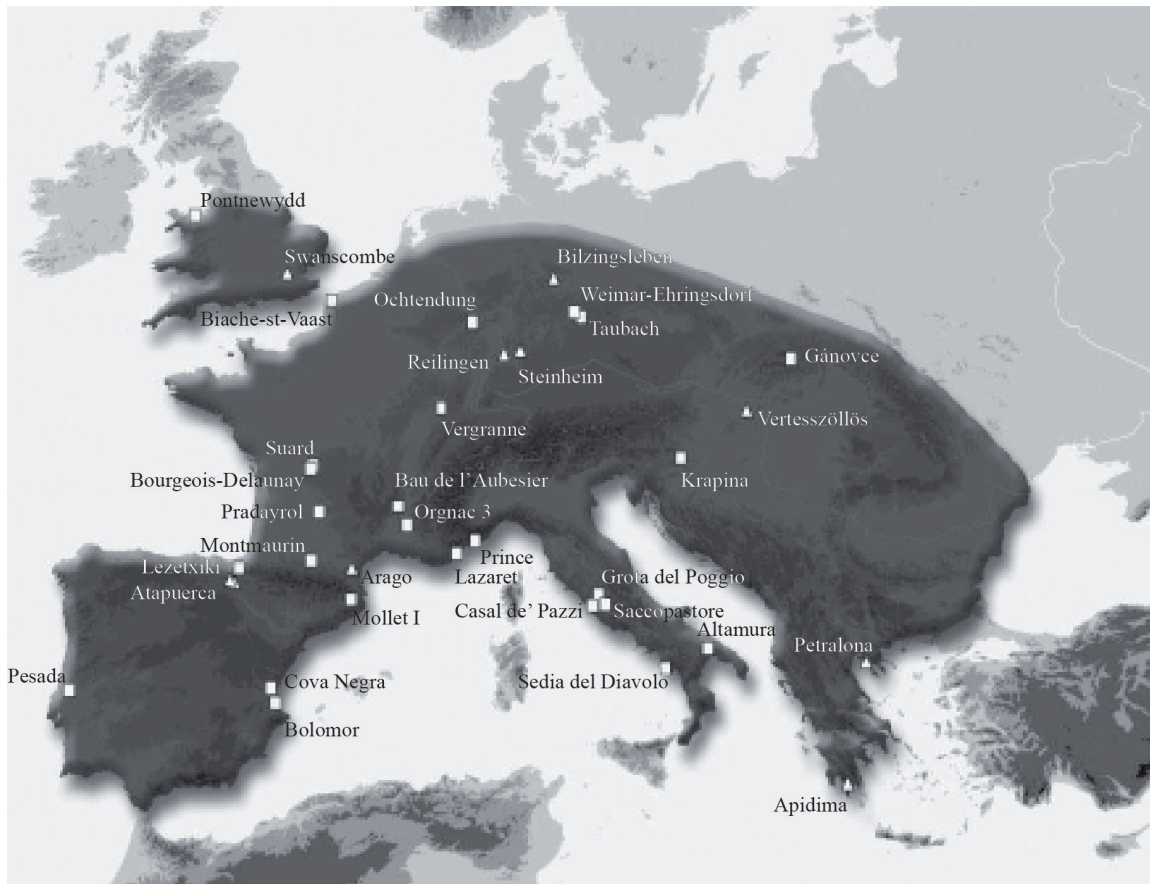 Pontnewydd
Swanscombe
Bilzingsleben
Ochtendung
Weimar-Ehringsdorf
Biache-st-Vaast
Taubach
Reilingen
Gánovce
Steinheim
Vergranne
Vertesszöllös
Suard
Bourgeois-Delaunay
Bau de l’Aubesier
Krapina
Pradayrol
Orgnac 3
Montmaurin
Prince
Lezetxiki
Arago
Lazaret
Grota del Poggio
Atapuerca
Mollet I
Casal de’ Pazzi
Saccopastore
Altamura
Petralona
Pesada
Cova Negra
Sedia del Diavolo
Bolomor
Apidima